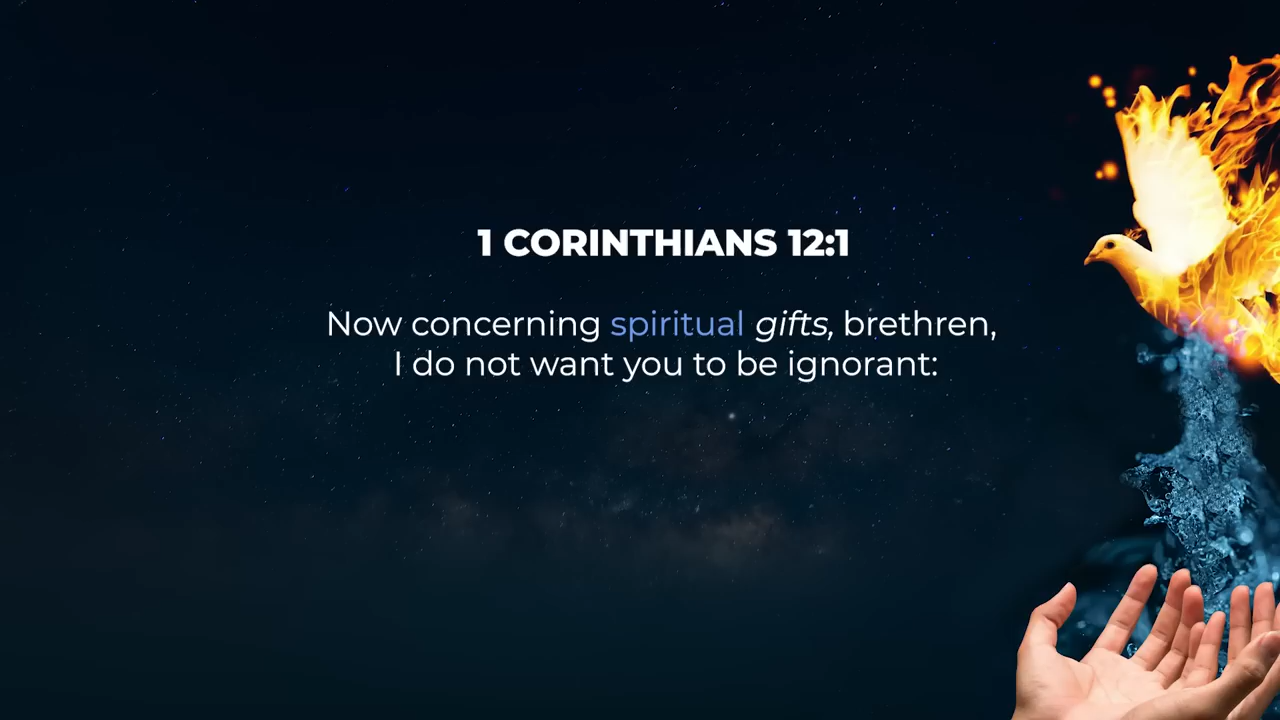 1 CORINTHIANS 12:1
Now concerning spiritual gifts, brethren,
I do not want you to be ignorant: